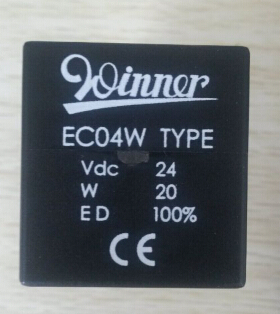 Winner
EC04W TYPE
Vdc 24
W 20
ED 100%
CE